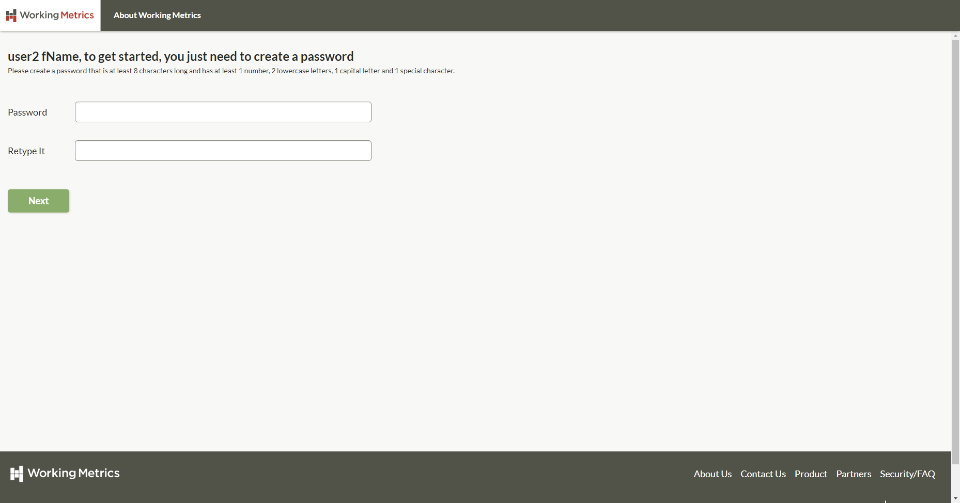 Working Metrics
About Working Metrics
user2 fName, to get started, you just need to create a password
Please create a password that is at least 8 characters long and has at least 1 number, 2 lowercase letters, 1 capital letter and 1 special character.
Password
Retype It
Next
Working Metrics
About Us Contact Us Product Partners Security/FAQ